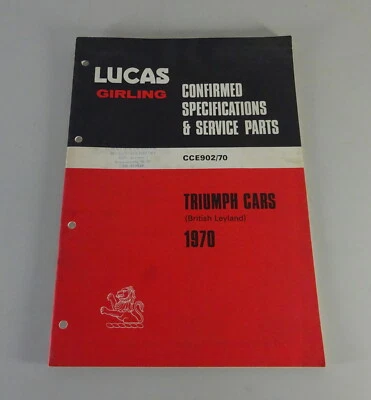 LUCAS
GIRLING
CONFIRMED
SPECIFICATIONS
& SERVICE PARTS
CCE902/70
TRIUMPH CARS
(British Leyland)
1970